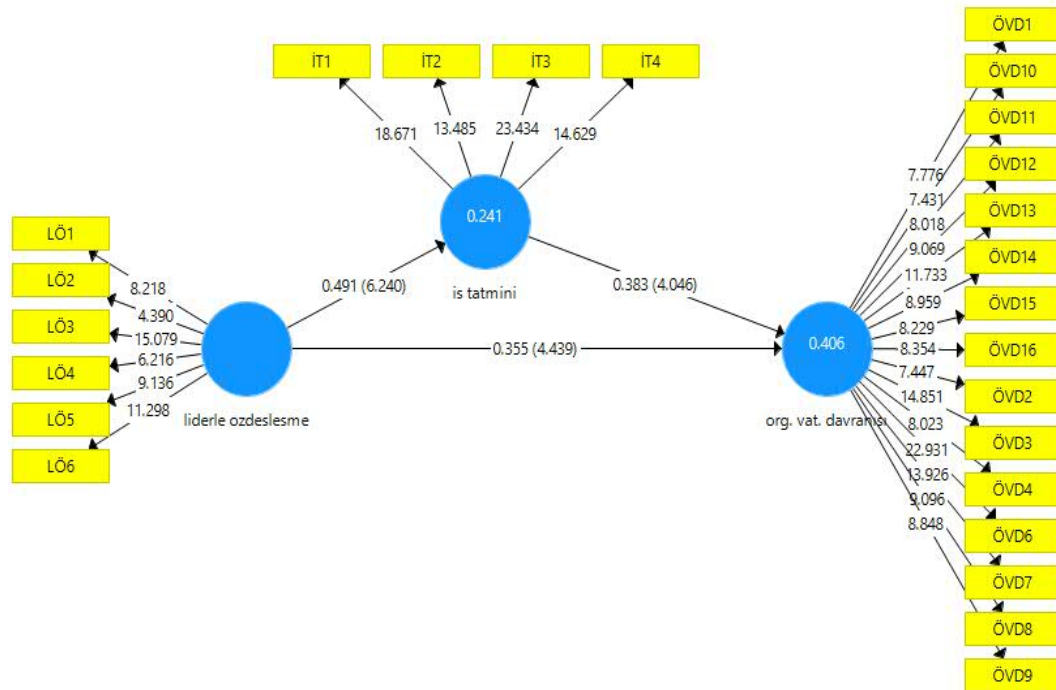 İT1
İT2
İT3
İT4
18.671
13.485
23.434
14.629
0.241
is tatmini
LÖ1
LÖ2
LÖ3
LÖ4
LÖ5
LÖ6
8.218
4.390
15.079
6.216
9.136
11.298
liderle ozdeslesme
0.491 (6.240)
0.383 (4.046)
0.355 (4.439)
0.406
org. vat. davranısı
7.776
7.431
8.018
9.069
11.733
8.959
8.229
8.354
7.447
14.851
8.023
22.931
13.926
9.096
8.848
ÖVD1
ÖVD10
ÖVD11
ÖVD12
ÖVD13
ÖVD14
ÖVD15
ÖVD16
ÖVD2
ÖVD3
ÖVD4
ÖVD6
ÖVD7
ÖVD8
ÖVD9